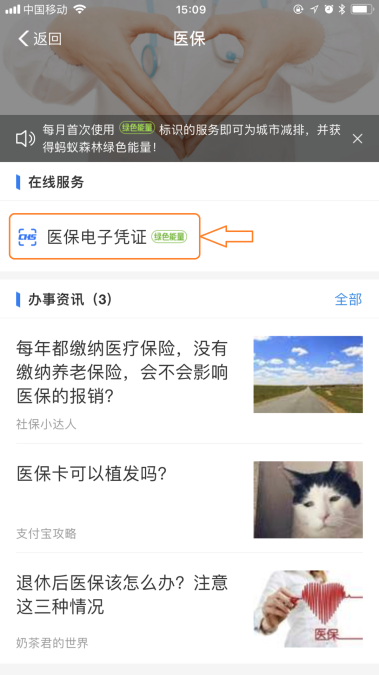 中国移动 15:09
返回 医保
每月首次使用 绿色能量 标识的服务即可为城市减排，并获
得蚂蚁森林绿色能量！
在线服务
CHS 医保电子凭证 绿色能量
办事资讯（3） 全部
每年都缴纳医疗保险，没有
缴纳养老保险，会不会影响
医保的报销？
社保小达人
医保卡可以植发吗？
支付宝攻略
退休后医保该怎么办？注意
这三种情况
奶茶君的世界
医保